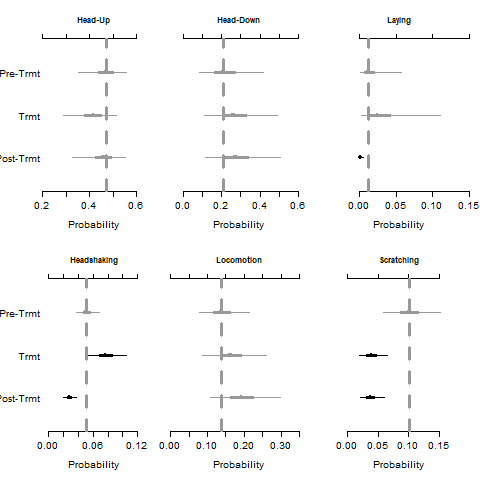 Head-Up Head-Down Laying
Pre-Trmt
Trmt
Post-Trmt
0.2 0.4 0.6 0.0 0.2 0.4 0.6 0.00 0.05 0.10 0.15
Probability Probability Probability
Headshaking Locomotion Scratching
Pre-Trmt
Trmt
Post-Trmt
0.00 0.06 0.12 0.00 0.10 0.20 0.30 0.00 0.05 0.10 0.15
Probability Probability Probability